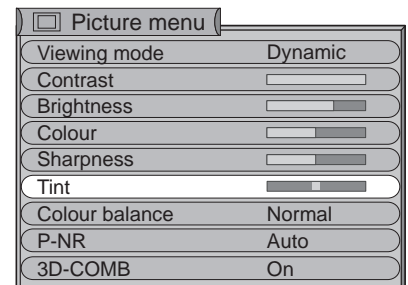 Picture menu
Viewing mode Dynamic
Contrast
Brightness
Colour
Sharpness
Tint
Colour balance Normal
P-NR Auto
3D-COMB On